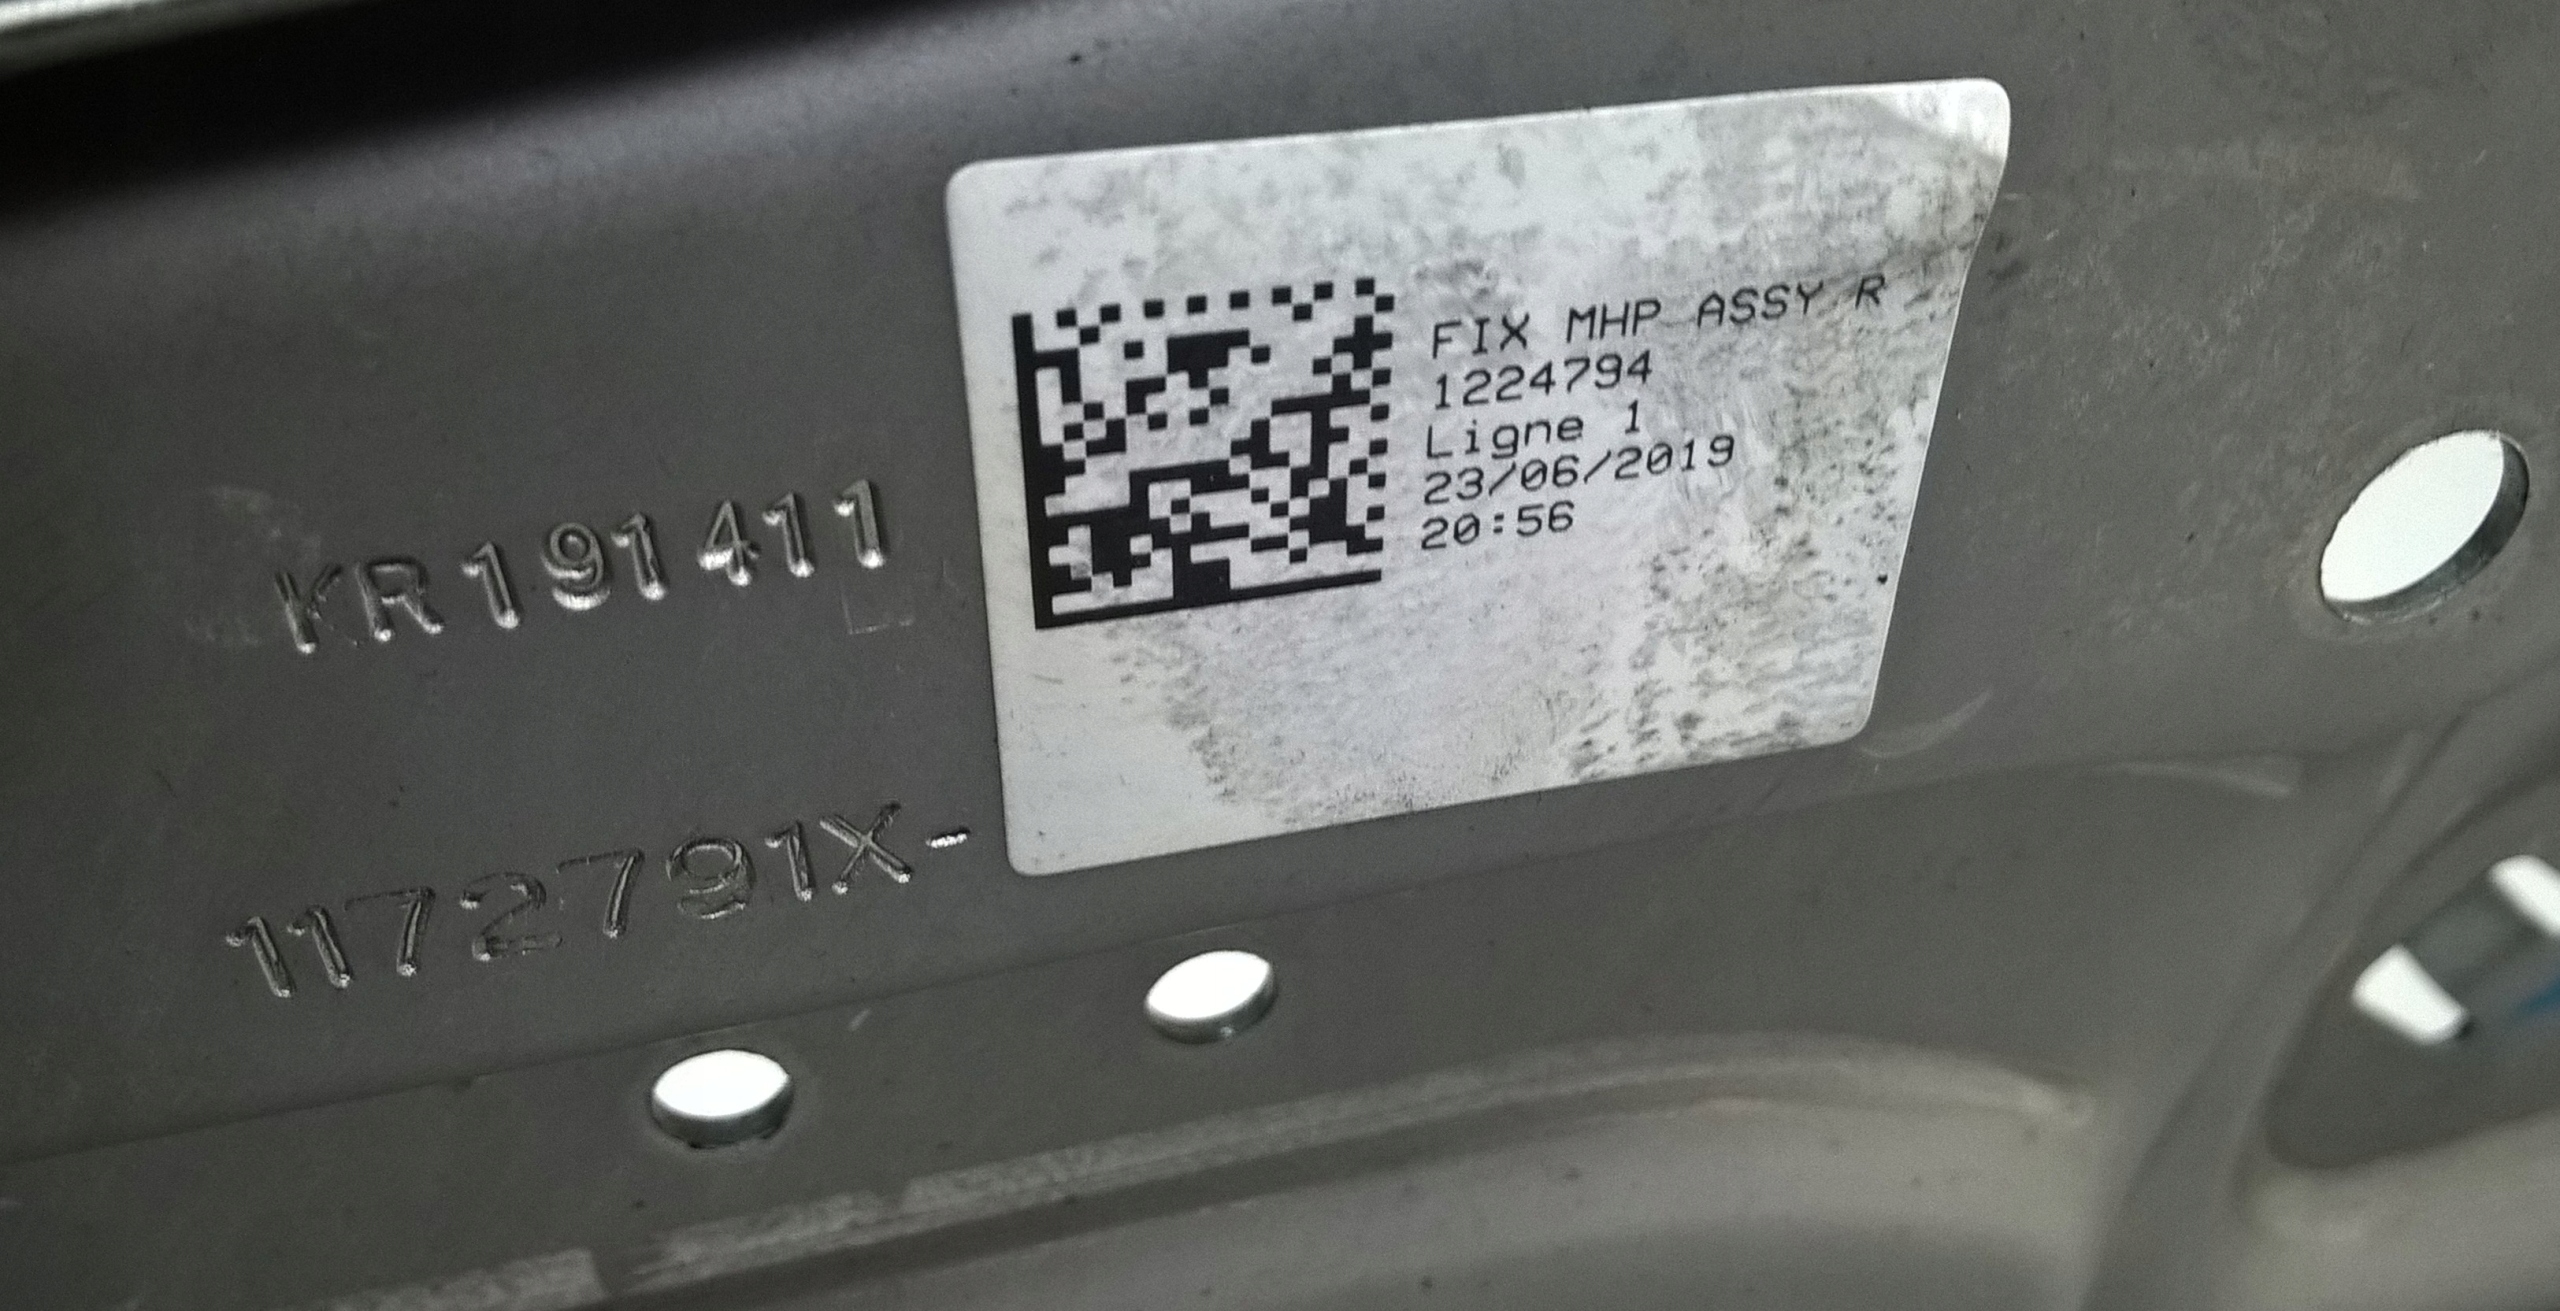 KR191411
1172791X-
FIX MHP ASSY R
1224794
Ligne 1
23/06/2019
20:56